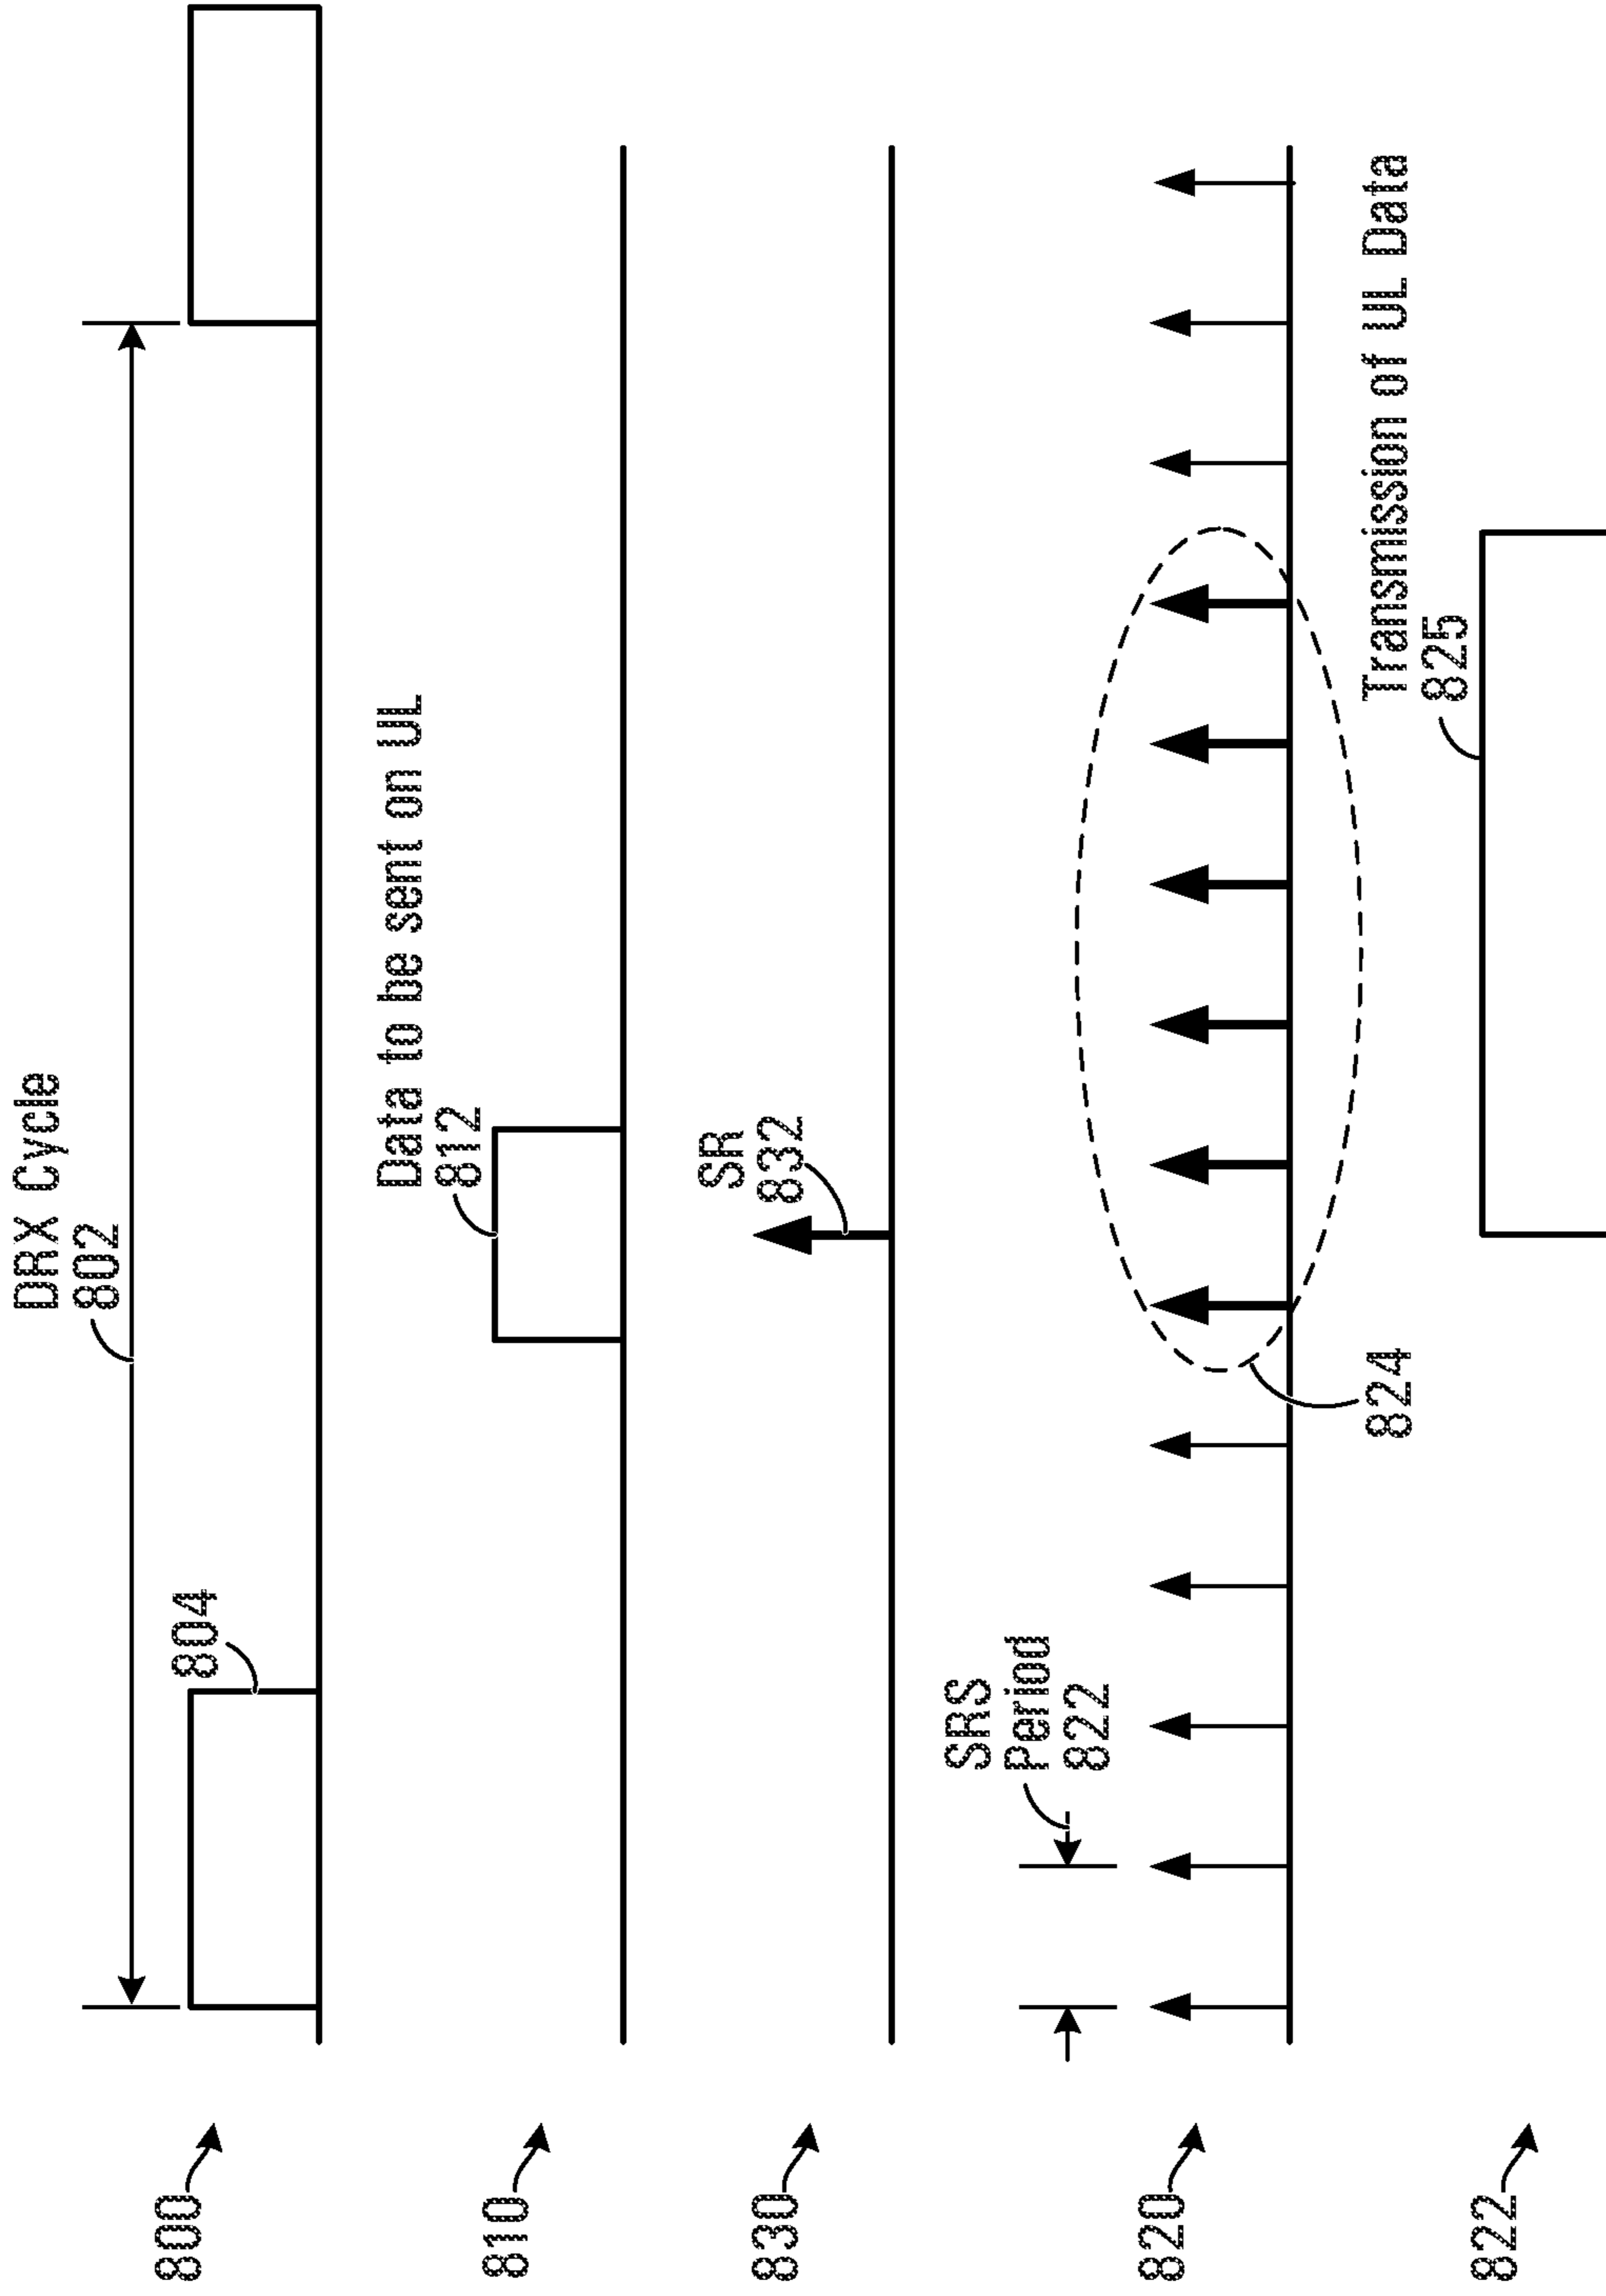 DRX Cycle
802
804
800
Data to be sent on UL
812
810
SR
832
830
SRS
Period
822
824
820
Transmission of UL Data
825
822